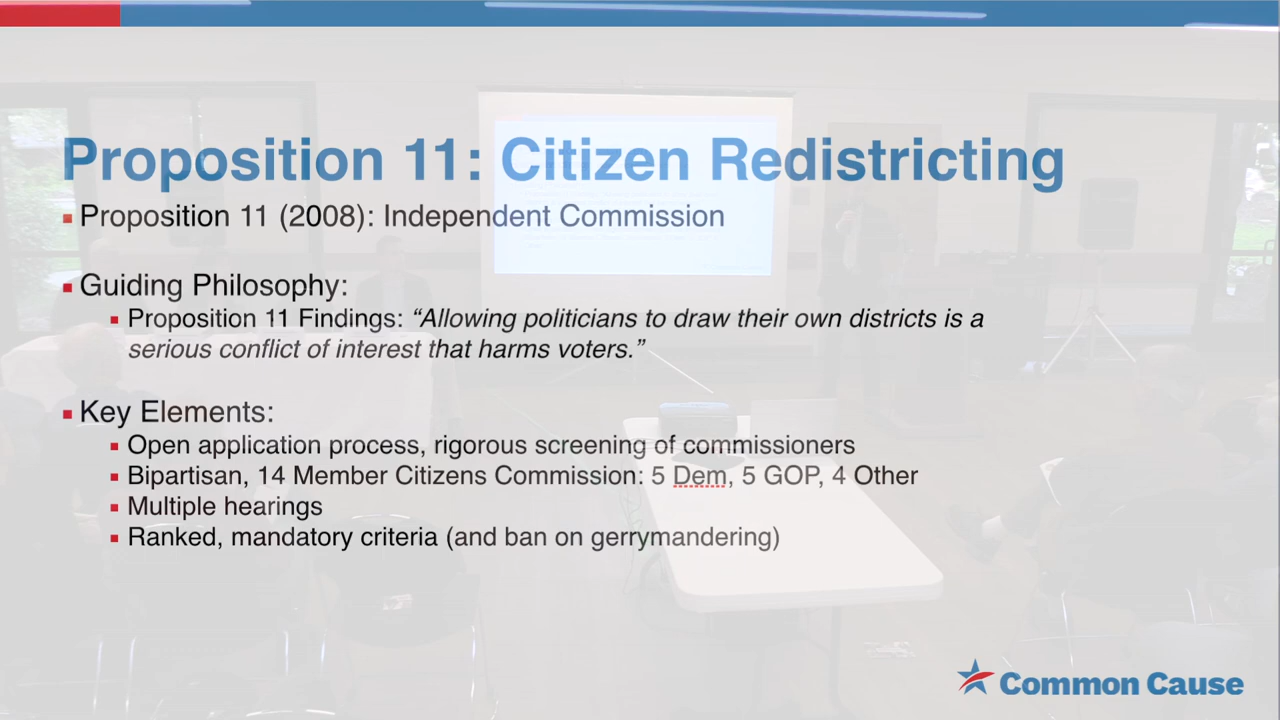 Proposition 11: Citizen Redistricting
Proposition 11 (2008): Independent Commission
Guiding Philosophy:
Proposition 11 Findings: “Allowing politicians to draw their own districts is a
serious conflict of interest that harms voters.”
Key Elements:
Open application process, rigorous screening of commissioners
Bipartisan, 14 Member Citizens Commission: 5 Dem, 5 GOP, 4 Other
Multiple hearings
Ranked, mandatory criteria (and ban on gerrymandering)
Common Cause